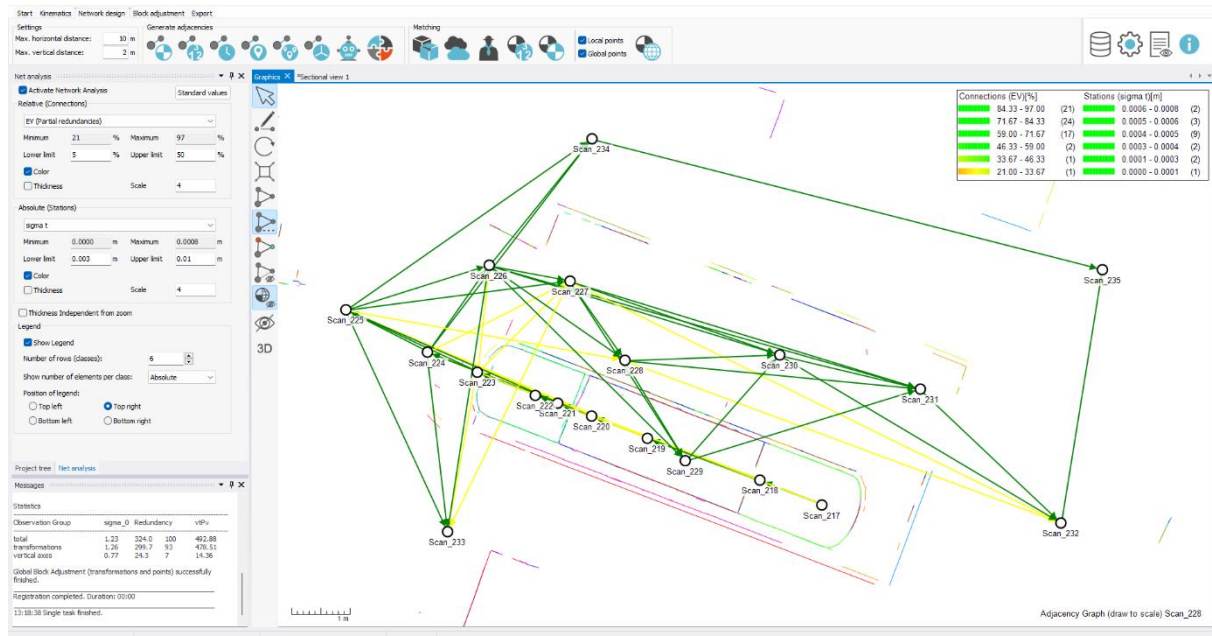 Start Kinematics Network design Block adjustment Export
Settings Generate adjacencies Matching
Max. horizontal distance: 10 m
Max. vertical distance: 2 m
Local points
Global points
Net analysis
Activate Network Analysis Standard values
Relative (Connections)
EV (Partial redundancies)
Minimum 21 % Maximum 97 %
Lower limit 5 % Upper limit 50 %
Color
Thickness Scale 4
Absolute (Stations)
sigma t
Minimum 0.0000 m Maximum 0.0008 m
Lower limit 0.003 m Upper limit 0.01 m
Color
Thickness Scale 4
Thickness Independent from zoom
Legend
Show Legend
Number of rows (classes): 6
Show number of elements per class: Absolute
Position of legend:
Top left Top right
Bottom left Bottom right
Project tree Net analysis
Messages
Statistics
Observation Group sigma_0 Redundancy vtPv
total 1.23 324.0 100 492.88
transformations 1.26 299.7 93 478.51
vertical axes 0.77 24.3 7 14.36
Global Block Adjustment (transformations and points) successfully
finished.
Registration completed. Duration: 00:00
13:18:38 Single task finished.
Graphics *Sectional view 1
3D
Connections (EV)[%] Stations (sigma t)[m]
84.33 - 97.00 (21) 0.0006 - 0.0008 (2)
71.67 - 84.33 (24) 0.0005 - 0.0006 (3)
59.00 - 71.67 (17) 0.0004 - 0.0005 (9)
46.33 - 59.00 (2) 0.0003 - 0.0004 (2)
33.67 - 46.33 (1) 0.0001 - 0.0003 (2)
21.00 - 33.67 (1) 0.0000 - 0.0001 (1)
Scan_234
Scan_235
Scan_226
Scan_227
Scan_225
Scan_224
Scan_228
Scan_230
Scan_223
Scan_231
Scan_222
Scan_221
Scan_220
Scan_219
Scan_229
Scan_218
Scan_217
Scan_233
Scan_232
1 m
Adjacency Graph (draw to scale) Scan_228